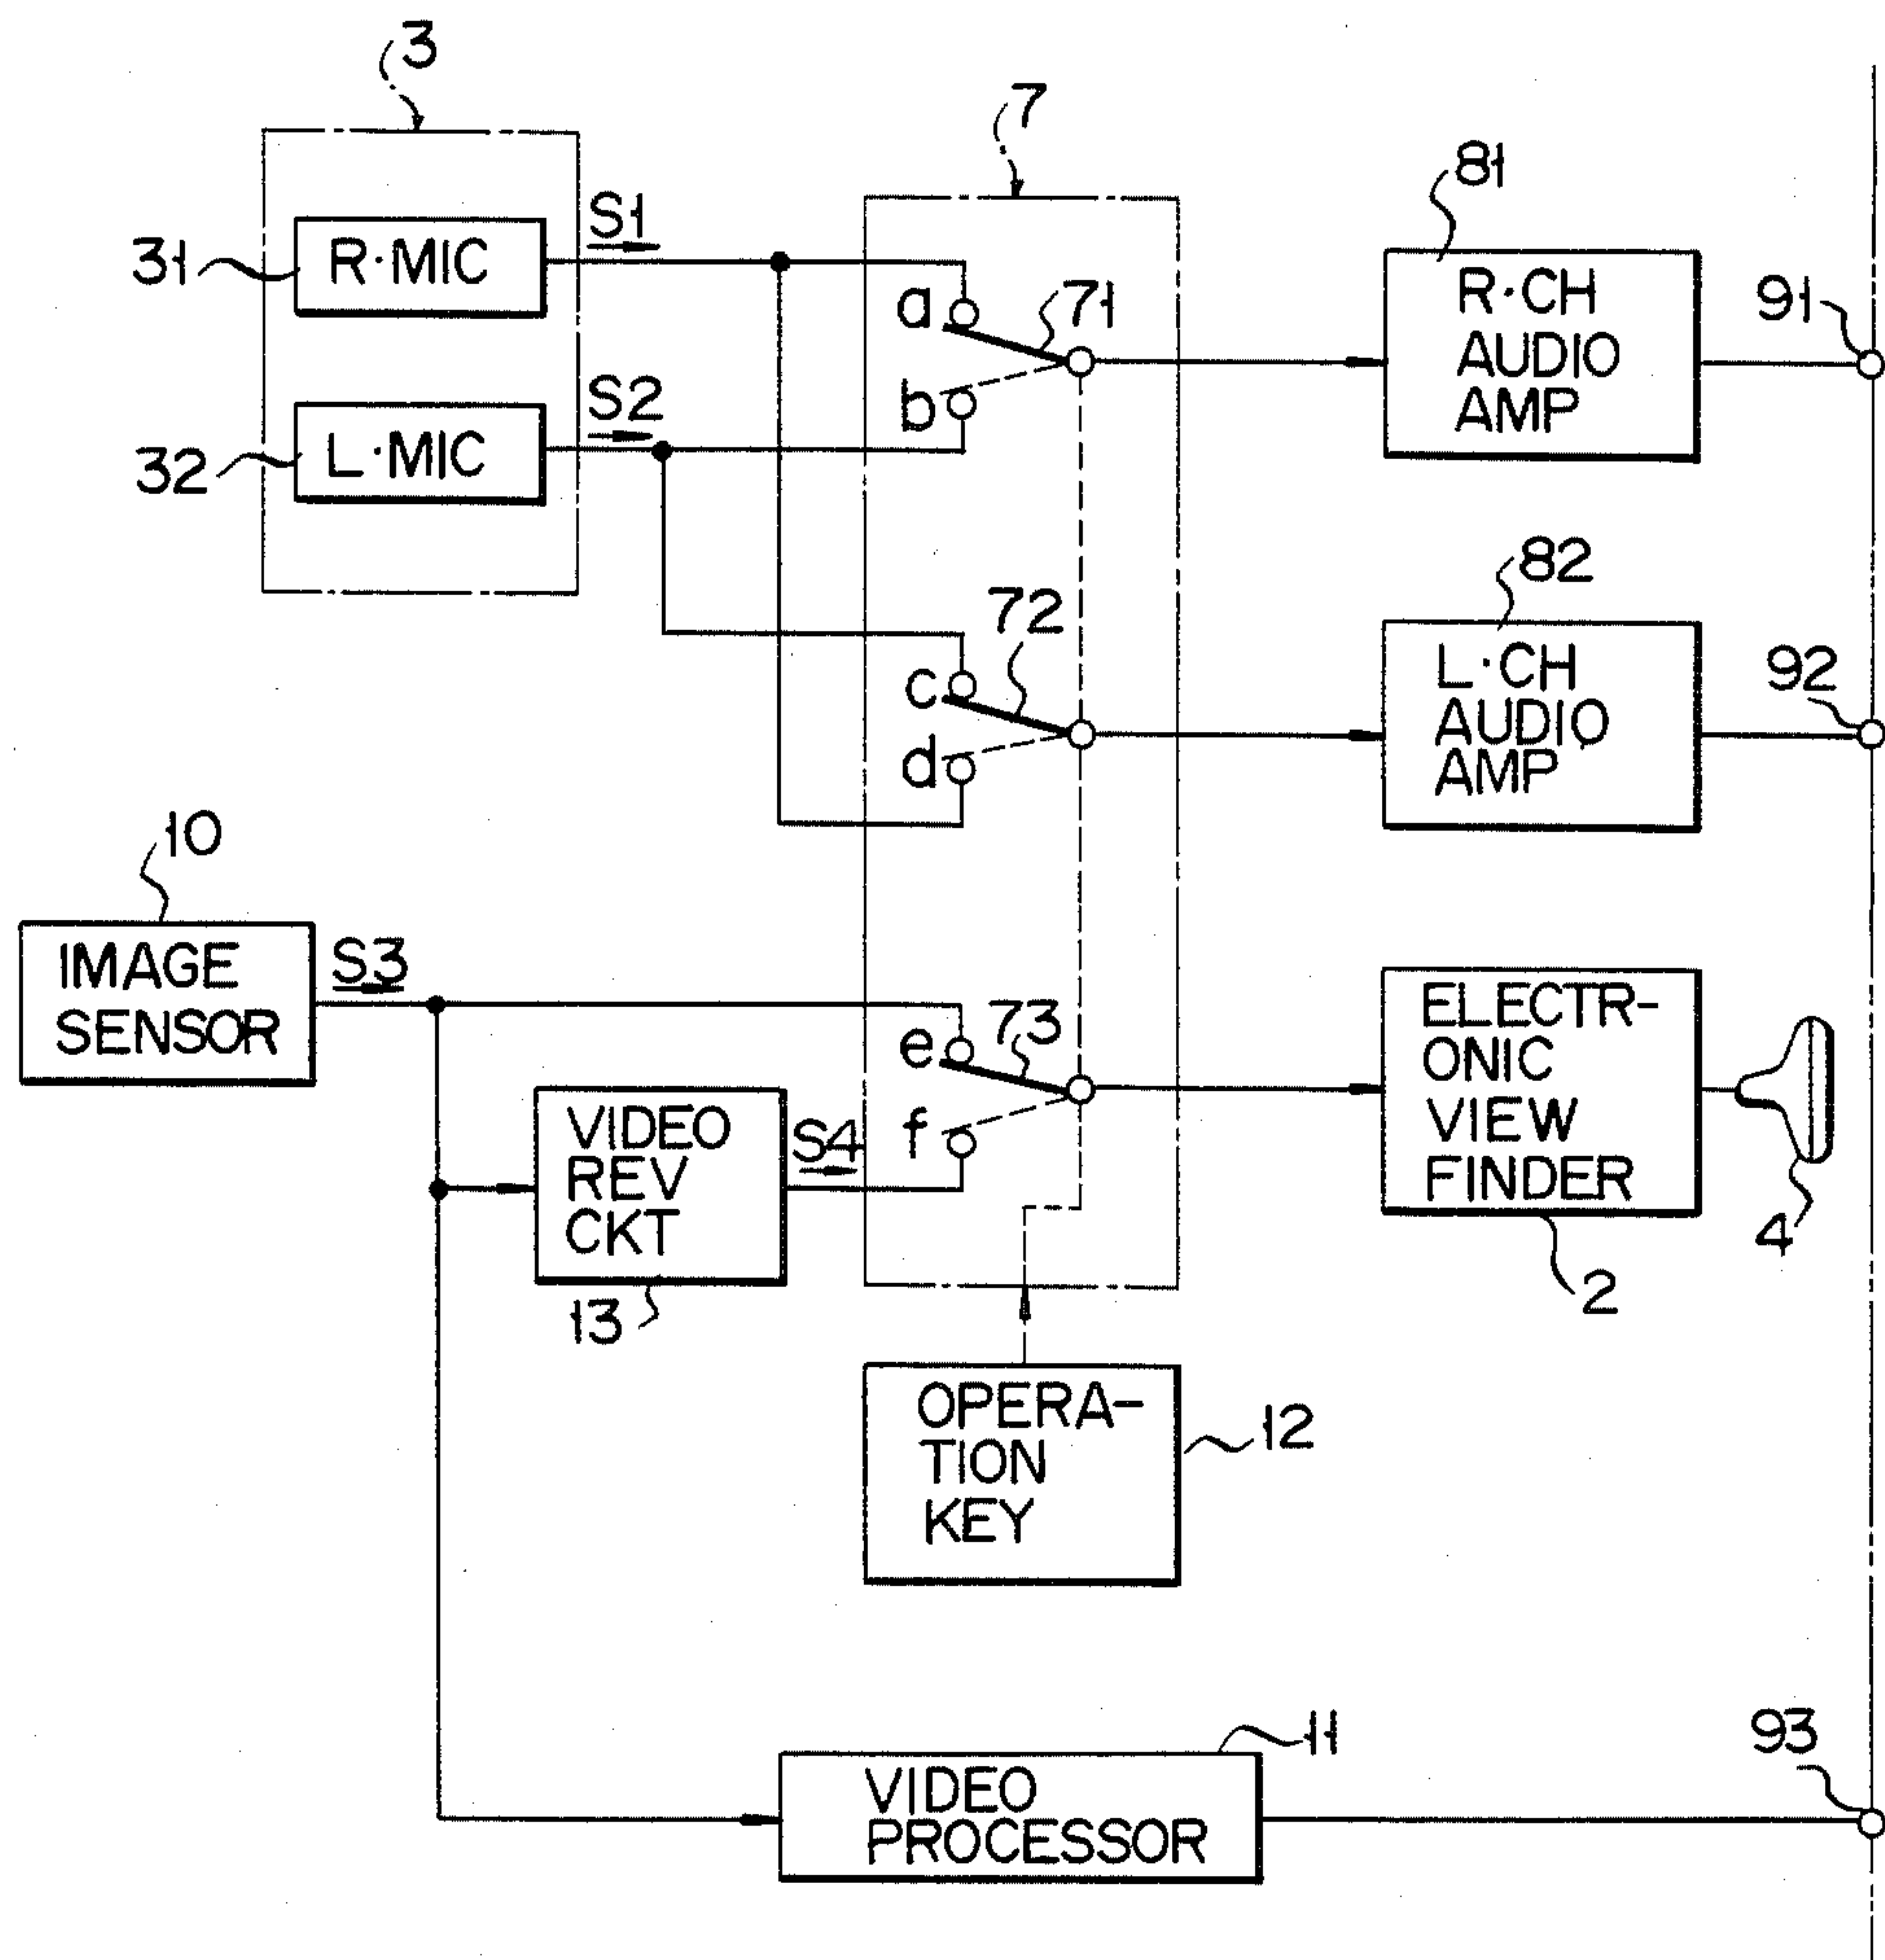 3
7
81
S1
31
R·MIC
a
71
R·CH
AUDIO
AMP
91
S2
32
L·MIC
b
82
72
c
d
L·CH
AUDIO
AMP
92
10
IMAGE
SENSOR
S3
e
73
f
ELECTR-
ONIC
VIEW
FINDER
VIDEO
REV
CKT
S4
4
13
2
OPERA-
TION
KEY
12
11
VIDEO
PROCESSOR
93